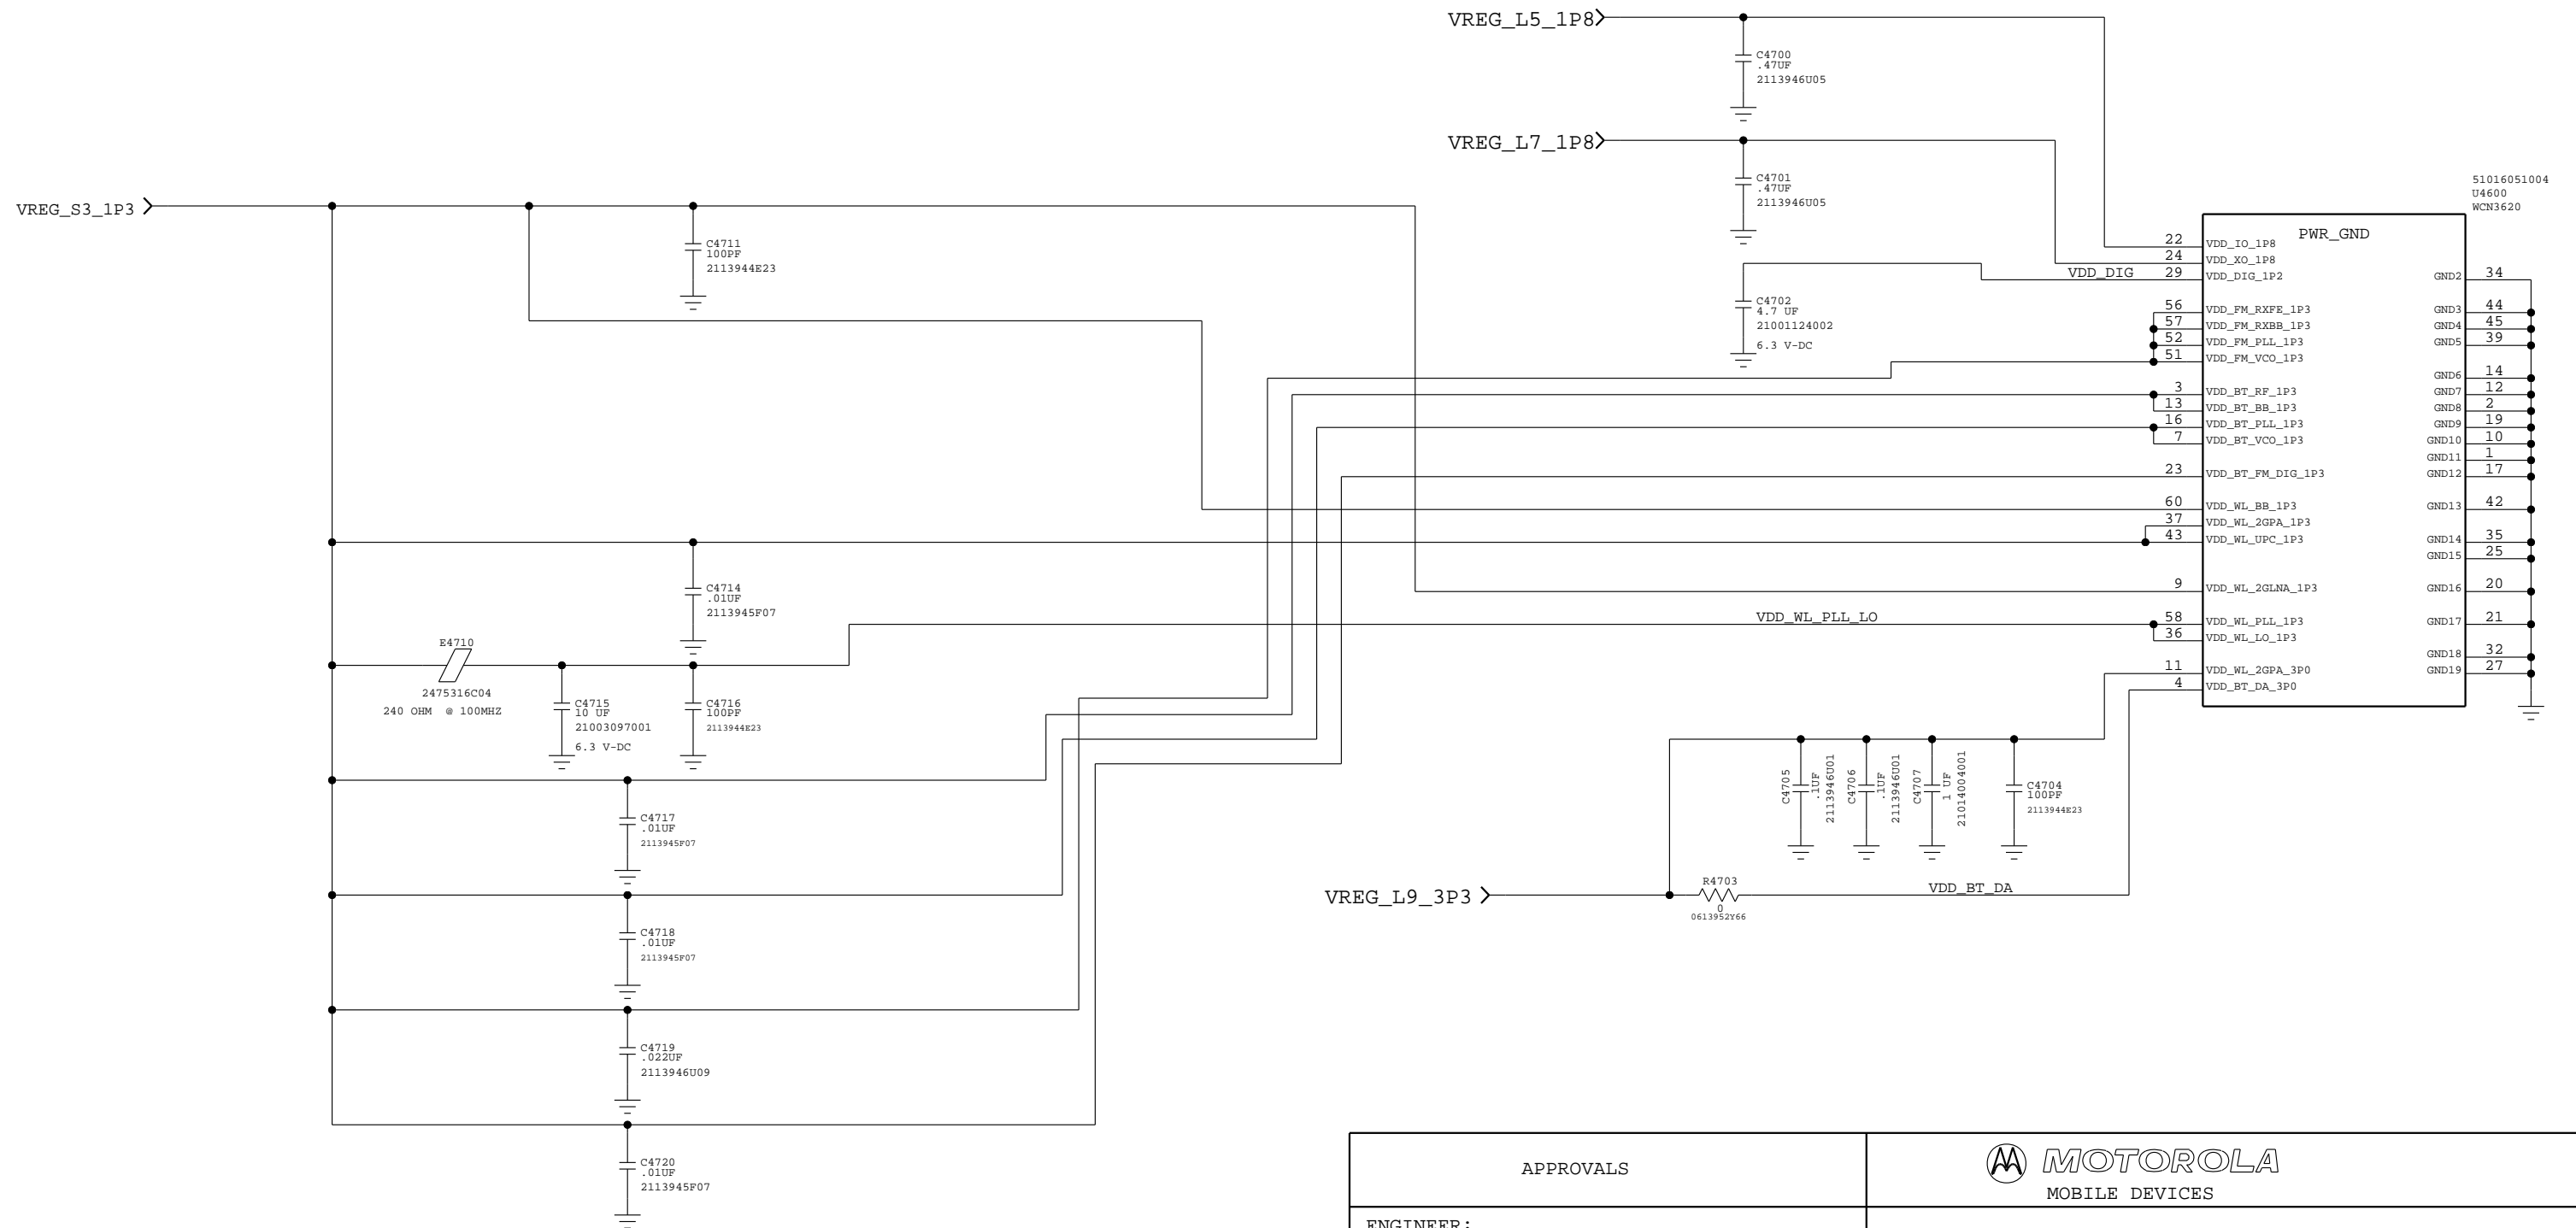 VREG_L5_1P8
C4700
.47UF
2113946U05
VREG_L7_1P8
C4701
.47UF
2113946U05
VREG_S3_1P3
C4711
100PF
2113944E23
VDD_DIG
C4702
4.7 UF
21001124002
6.3 V-DC
51016051004
U4600
WCN3620
PWR_GND
22 VDD_IO_1P8
24 VDD_XO_1P8
29 VDD_DIG_1P2
56 VDD_FM_RXFE_1P3
57 VDD_FM_RXBB_1P3
52 VDD_FM_PLL_1P3
51 VDD_FM_VCO_1P3
3 VDD_BT_RF_1P3
13 VDD_BT_BB_1P3
16 VDD_BT_PLL_1P3
7 VDD_BT_VCO_1P3
23 VDD_BT_FM_DIG_1P3
60 VDD_WL_BB_1P3
37 VDD_WL_2GPA_1P3
43 VDD_WL_UPC_1P3
9 VDD_WL_2GLNA_1P3
58 VDD_WL_PLL_1P3
36 VDD_WL_LO_1P3
11 VDD_WL_2GPA_3P0
4 VDD_BT_DA_3P0
GND2 34
GND3 44
GND4 45
GND5 39
GND6 14
GND7 12
GND8 2
GND9 19
GND10 10
GND11 1
GND12 17
GND13 42
GND14 35
GND15 25
GND16 20
GND17 21
GND18 32
GND19 27
C4714
.01UF
2113945F07
VDD_WL_PLL_LO
E4710
2475316C04
240 OHM @ 100MHZ
C4715
10 UF
21003097001
6.3 V-DC
C4716
100PF
2113944E23
C4705
.1UF
2113946U01
C4706
.1UF
2113946U01
C4707
1 UF
21014004001
C4704
100PF
2113944E23
C4717
.01UF
2113945F07
VREG_L9_3P3
R4703
0
0613952Y66
VDD_BT_DA
C4718
.01UF
2113945F07
C4719
.022UF
2113946U09
C4720
.01UF
2113945F07
APPROVALS
MOTOROLA
MOBILE DEVICES
ENGINEER: